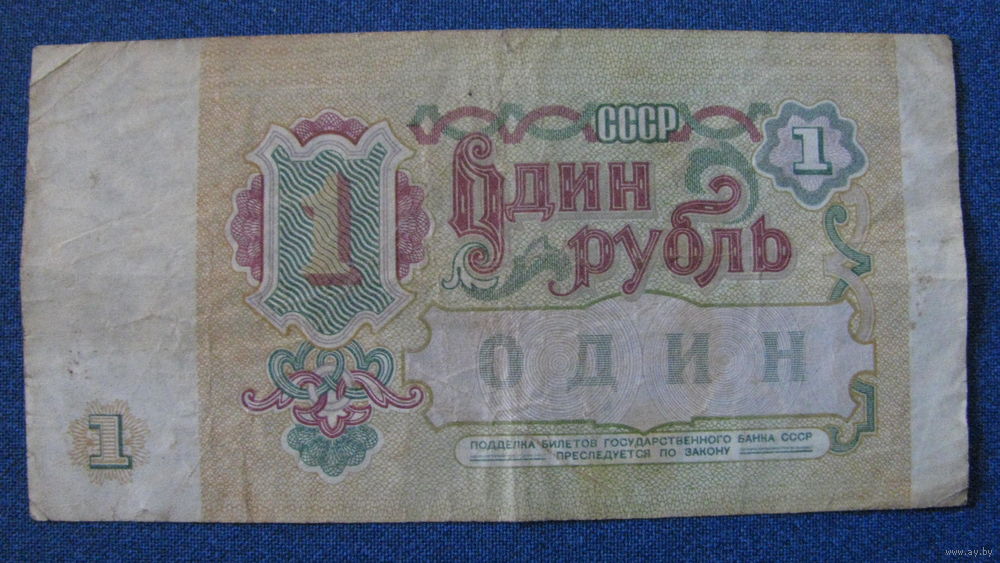 СССР
1
Один
1
рубль
ОДИН
1
ПОДДЕЛКА БИЛЕТОВ ГОСУДАРСТВЕННОГО БАНКА СССР
ПРЕСЛЕДУЕТСЯ ПО ЗАКОНУ
www.ay.by